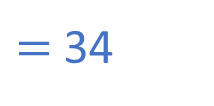 = 34